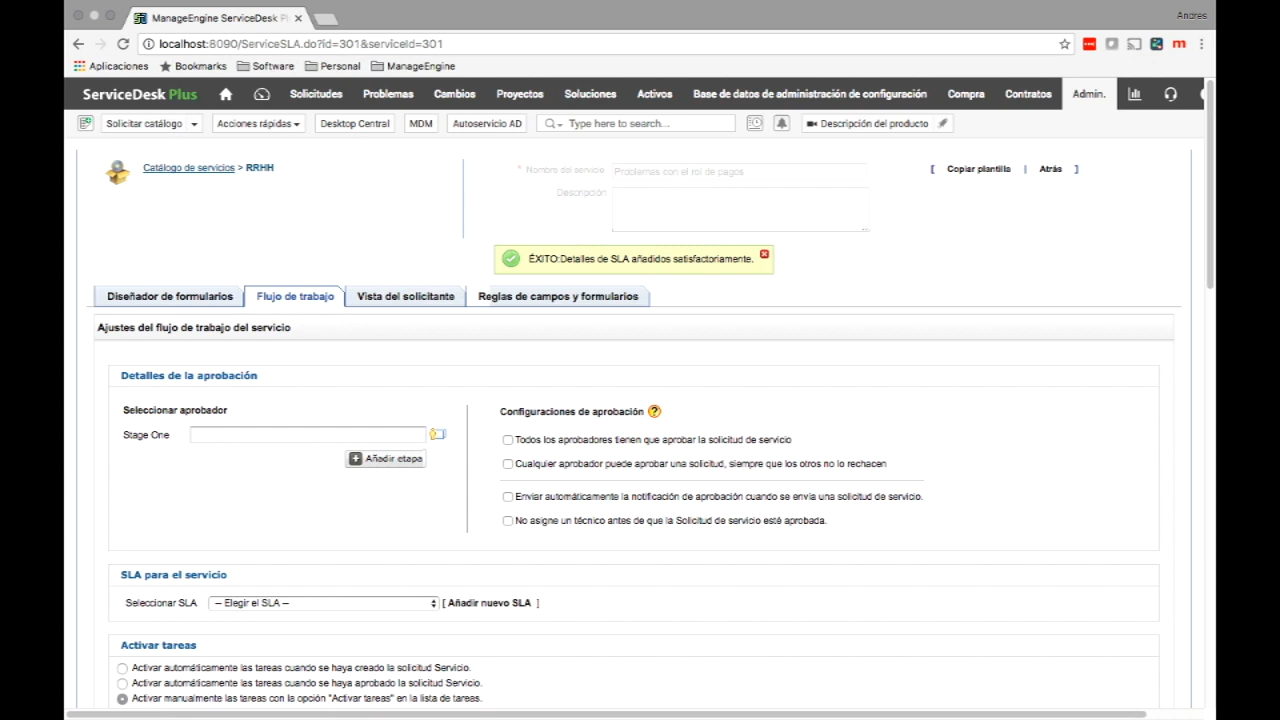 ManageEngine ServiceDesk Pl
Andres
localhost:8090/ServiceSLA.do?id=301&serviceId=301
Aplicaciones Bookmarks Software Personal ManageEngine
ServiceDesk Plus Solicitudes Problemas Cambios Proyectos Soluciones Activos Base de datos de administración de configuración Compra Contratos Admin.
Solicitar catálogo Acciones rápidas Desktop Central MDM Autoservicio AD Type here to search... Descripción del producto
Catálogo de servicios > RRHH
* Nombre del servicio Problemas con el rol de pagos
[ Copiar plantilla | Atrás ]
Descripción
ÉXITO:Detalles de SLA añadidos satisfactoriamente.
Diseñador de formularios Flujo de trabajo Vista del solicitante Reglas de campos y formularios
Ajustes del flujo de trabajo del servicio
Detalles de la aprobación
Seleccionar aprobador
Stage One
Añadir etapa
Configuraciones de aprobación ?
Todos los aprobadores tienen que aprobar la solicitud de servicio
Cualquier aprobador puede aprobar una solicitud, siempre que los otros no lo rechacen
Enviar automáticamente la notificación de aprobación cuando se envía una solicitud de servicio.
No asigne un técnico antes de que la Solicitud de servicio esté aprobada.
SLA para el servicio
Seleccionar SLA -- Elegir el SLA -- [ Añadir nuevo SLA ]
Activar tareas
Activar automáticamente las tareas cuando se haya creado la solicitud Servicio.
Activar automáticamente las tareas cuando se haya aprobado la solicitud Servicio.
Activar manualmente las tareas con la opción "Activar tareas" en la lista de tareas.